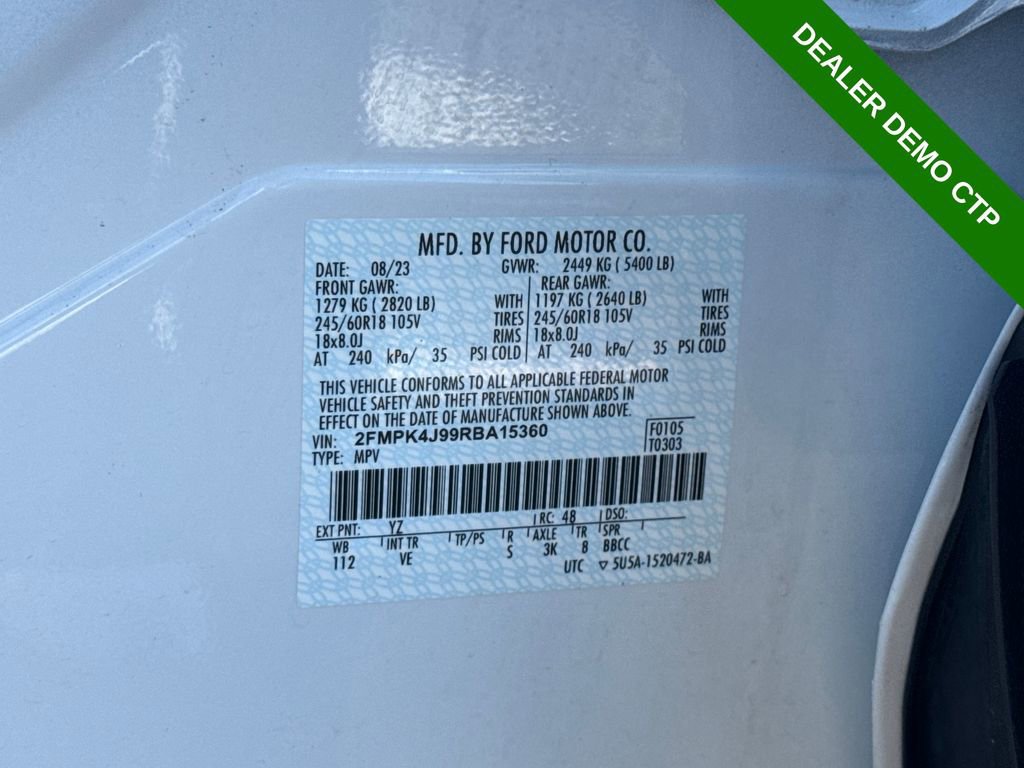 DEALER DEMO CTP
MFD. BY FORD MOTOR CO.
DATE: 08/23 GVWR: 2449 KG ( 5400 LB)
FRONT GAWR: REAR GAWR:
1279 KG ( 2820 LB) WITH 1197 KG ( 2640 LB) WITH
245/60R18 105V TIRES 245/60R18 105V TIRES
18x8.0J RIMS 18x8.0J RIMS
AT 240 kPa/ 35 PSI COLD AT 240 kPa/ 35 PSI COLD
THIS VEHICLE CONFORMS TO ALL APPLICABLE FEDERAL MOTOR
VEHICLE SAFETY AND THEFT PREVENTION STANDARDS IN
EFFECT ON THE DATE OF MANUFACTURE SHOWN ABOVE.
VIN: 2FMPK4J99RBA15360 F0105
TYPE: MPV T0303
EXT PNT: YZ RC: 48 DSO:
WB INT TR TP/PS R AXLE TR SPR
112 VE S 3K 8 BBCC
UTC ▽ 5U5A-1520472-BA